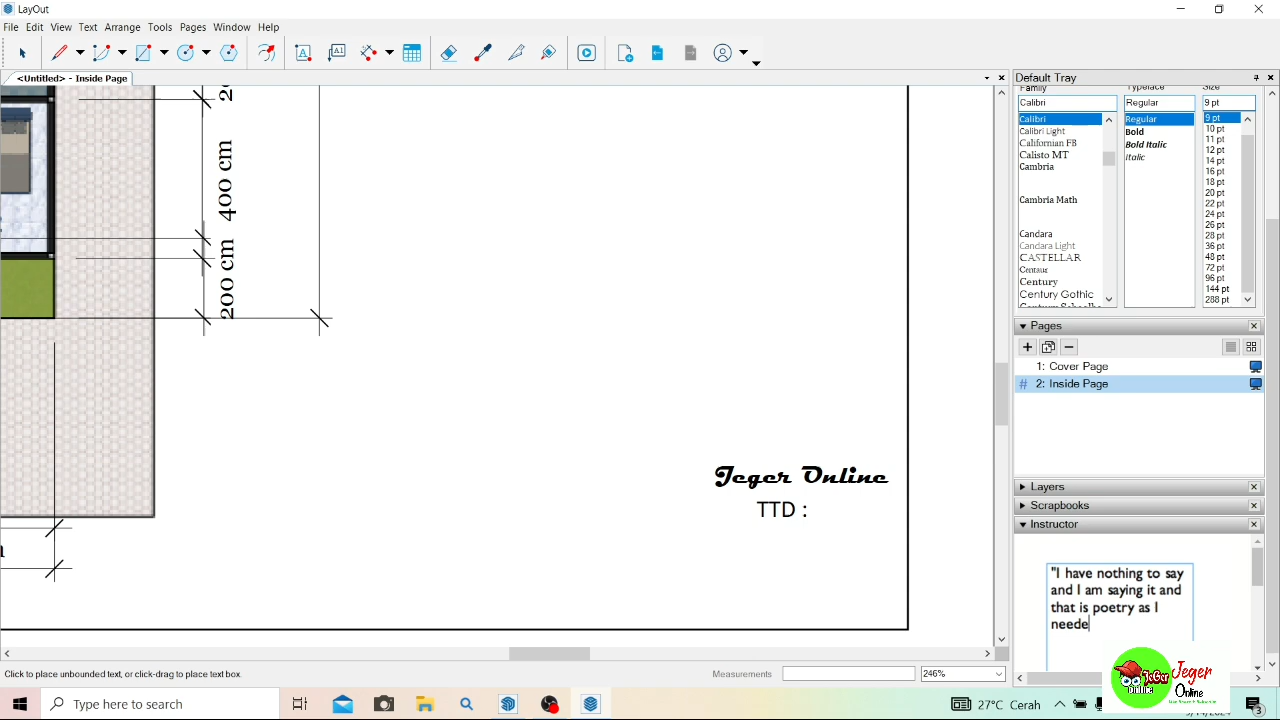 LayOut
File Edit View Text Arrange Tools Pages Window Help
<Untitled> - Inside Page
Default Tray
Family Typeface Size
Calibri Regular 9 pt
Calibri
Calibri Light
Californian FB
Calisto MT
Cambria
Cambria Math
Candara
Candara Light
CASTELLAR
Centaur
Century
Century Gothic
Century Schoolbo
Regular
Bold
Bold Italic
Italic
9 pt
10 pt
11 pt
12 pt
14 pt
16 pt
18 pt
20 pt
22 pt
24 pt
26 pt
28 pt
36 pt
48 pt
72 pt
96 pt
144 pt
288 pt
400 cm
200 cm
Jeger Online
TTD :
Pages
1: Cover Page
# 2: Inside Page
Layers
Scrapbooks
Instructor
"I have nothing to say
and I am saying it and
that is poetry as I
neede
Click to place unbounded text, or click-drag to place text box.
Measurements
246%
Type here to search
27°C Cerah
3
JeGer
Online
Jeger
Online